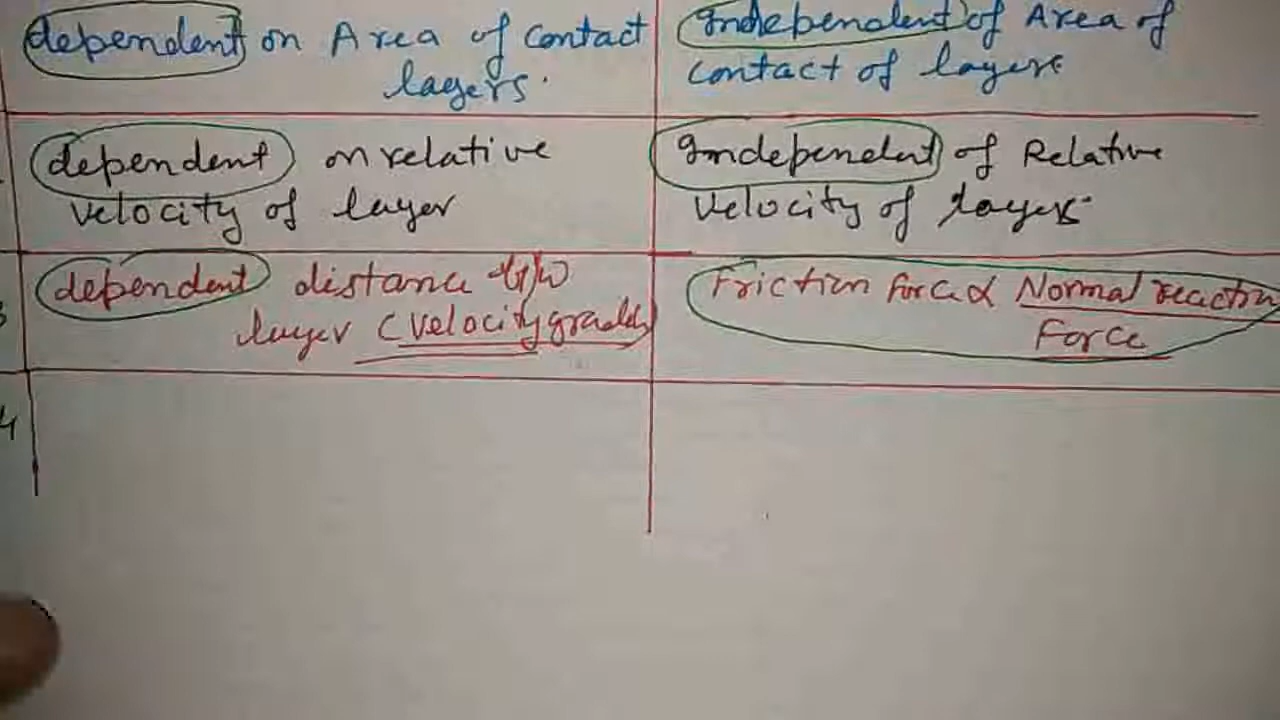 dependent on Area of contact
layers.
Independent of Area of
contact of layers
dependent on relative
velocity of layer
Independent of Relative
velocity of layers
3
dependent distance b/w
layer (velocity
Friction Force α Normal reaction
Force
4